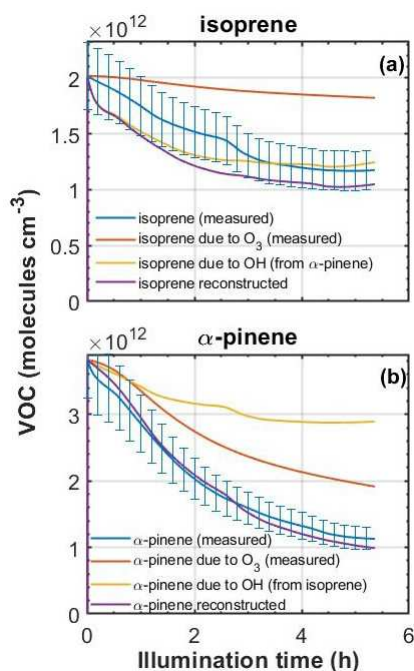 isoprene
×10¹²
(a)
2
1.5
1
0.5
0
isoprene (measured)
isoprene due to O₃ (measured)
isoprene due to OH (from α-pinene)
isoprene reconstructed
VOC (molecules cm⁻³)
α-pinene
×10¹²
(b)
3
2
1
0
α-pinene (measured)
α-pinene due to O₃ (measured)
α-pinene due to OH (from isoprene)
α-pinene reconstructed
0 2 4 6
Illumination time (h)